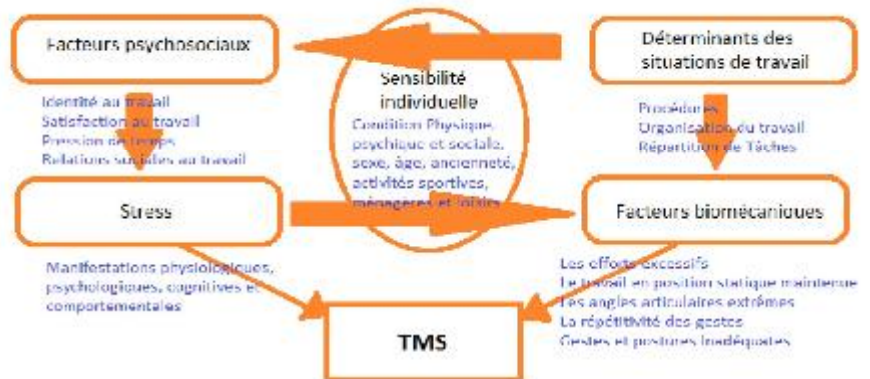 Facteurs psychosociaux
Déterminants des
situations de travail
Sensibilité
individuelle
Condition Physique,
psychique et sociale,
sexe, âge, ancienneté,
activités sportives,
ménagères et loisirs
Identité au travail
Satisfaction au travail
Pression de temps
Relations sociales au travail
Procédures
Organisation du travail
Répartition de Tâches
Stress
Facteurs biomécaniques
Manifestations physiologiques,
psychologiques, cognitives et
comportementales
Les efforts excessifs
Le travail en position statique maintenue
Les angles articulaires extrêmes
La répétitivité des gestes
Gestes et postures Inadéquates
TMS